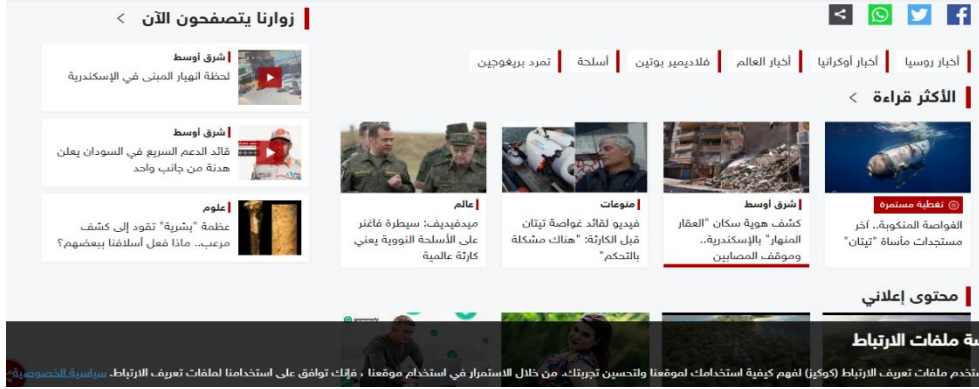 أخبار روسيا
أخبار أوكرانيا
أخبار العالم
فلاديمير بوتين
أسلحة
تمرد بريغوجين
الأكثر قراءة
تغطية مستمرة
الغواصة المنكوبة.. آخر
مستجدات مأساة "تيتان"
شرق أوسط
كشف هوية سكان "العقار
المنهار" بالإسكندرية..
وموقف المصابين
منوعات
فيديو لقائد غواصة تيتان
قبل الكارثة: "هناك مشكلة
بالتحكم"
عالم
ميدفيديف: سيطرة فاغنر
على الأسلحة النووية يعني
كارثة عالمية
محتوى إعلاني
زوارنا يتصفحون الآن
شرق أوسط
لحظة انهيار المبنى في الإسكندرية
شرق أوسط
قائد الدعم السريع في السودان يعلن
هدنة من جانب واحد
علوم
عظمة "بشرية" تقود إلى كشف
مرعب.. ماذا فعل أسلافنا ببعضهم؟
grammarly
ملفات الارتباط
ملفات تعريف الارتباط (كوكيز) لفهم كيفية استخدامك لموقعنا ولتحسين تجربتك. من خلال الاستمرار في استخدام موقعنا ، فإنك توافق على استخدامنا لملفات تعريف الارتباط. سياسية الخصوصية